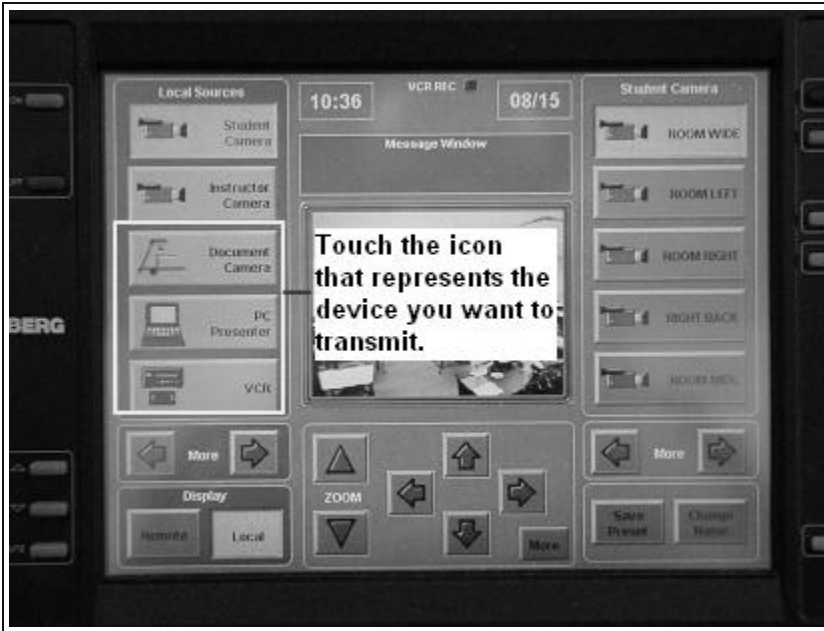 Local Sources
Student
Camera
Instructor
Camera
Document
Camera
PC
Presenter
VCR
More
Display
Remote
Local
10:36
VCR REC
08/15
Message Window
Touch the icon
that represents the
device you want to
transmit.
ZOOM
More
Student Camera
ROOM WIDE
ROOM LEFT
ROOM RIGHT
RIGHT BACK
More
Save
Preset
Change
Name
BERG